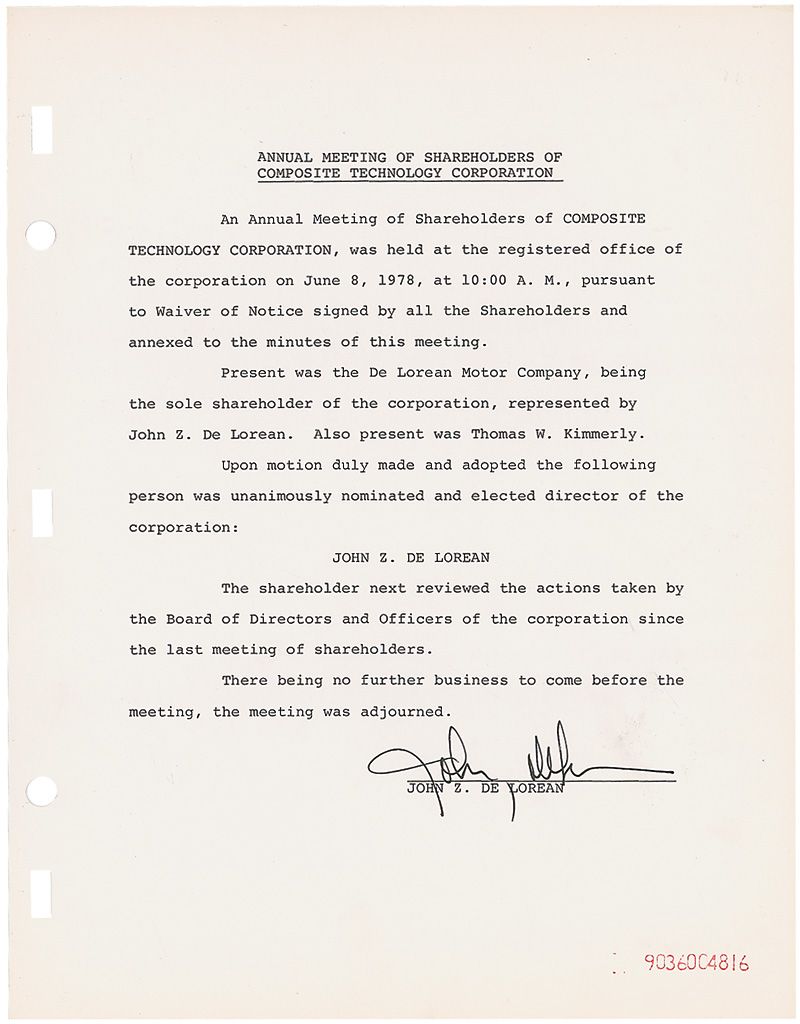 ANNUAL MEETING OF SHAREHOLDERS OF
COMPOSITE TECHNOLOGY CORPORATION
An Annual Meeting of Shareholders of COMPOSITE
TECHNOLOGY CORPORATION, was held at the registered office of
the corporation on June 8, 1978, at 10:00 A. M., pursuant
to Waiver of Notice signed by all the Shareholders and
annexed to the minutes of this meeting.
Present was the De Lorean Motor Company, being
the sole shareholder of the corporation, represented by
John Z. De Lorean.  Also present was Thomas W. Kimmerly.
Upon motion duly made and adopted the following
person was unanimously nominated and elected director of the
corporation:
JOHN Z. DE LOREAN
The shareholder next reviewed the actions taken by
the Board of Directors and Officers of the corporation since
the last meeting of shareholders.
There being no further business to come before the
meeting, the meeting was adjourned.
John
JOHN Z. DE LOREAN
9036004816